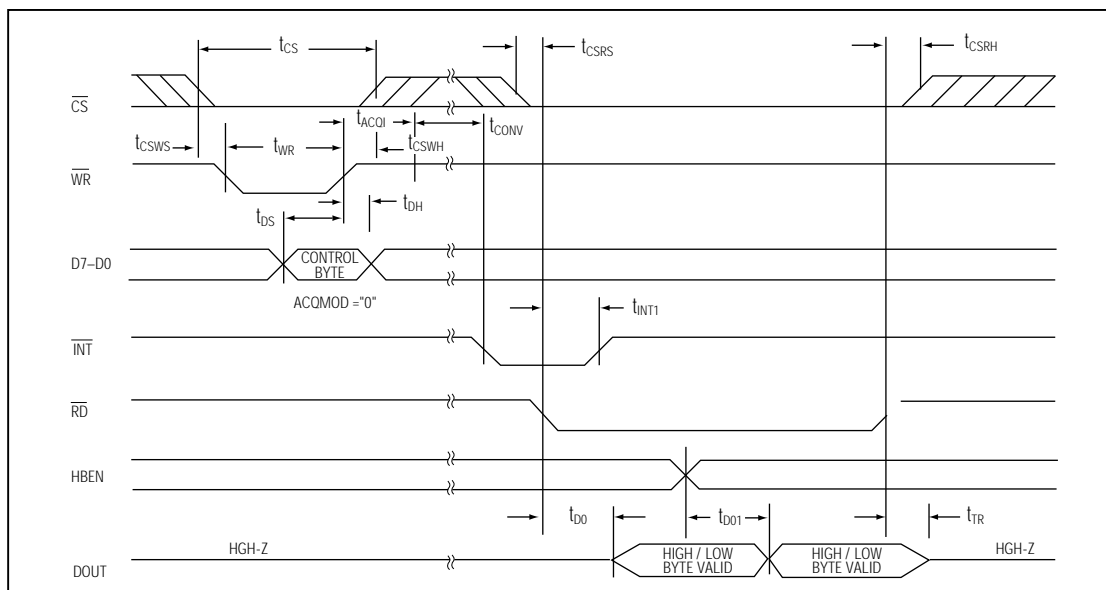 tCS
tCSRS
tCSRH
CS
tACQI
tCONV
tCSWS
tWR
tCSWH
WR
tDS
tDH
D7–D0
CONTROL
BYTE
ACQMOD ="0"
tINT1
INT
RD
HBEN
tD0
tD01
tTR
HGH-Z
HIGH / LOW
BYTE VALID
HIGH / LOW
BYTE VALID
HGH-Z
DOUT